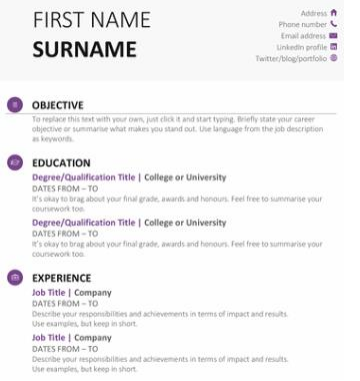 FIRST NAME
SURNAME
Address
Phone number
Email address
LinkedIn profile
Twitter/blog/portfolio
OBJECTIVE
To replace this text with your own, just click it and start typing. Briefly state your career
objective or summarise what makes you stand out. Use language from the job description
as keywords.
EDUCATION
Degree/Qualification Title | College or University
DATES FROM – TO
It's okay to brag about your final grade, awards and honours. Feel free to summarise your
coursework too.
Degree/Qualification Title | College or University
DATES FROM – TO
It's okay to brag about your final grade, awards and honours. Feel free to summarise your
coursework too.
EXPERIENCE
Job Title | Company
DATES FROM – TO
Describe your responsibilities and achievements in terms of impact and results.
Use examples, but keep in short.
Job Title | Company
DATES FROM – TO
Describe your responsibilities and achievements in terms of impact and results.
Use examples, but keep in short.